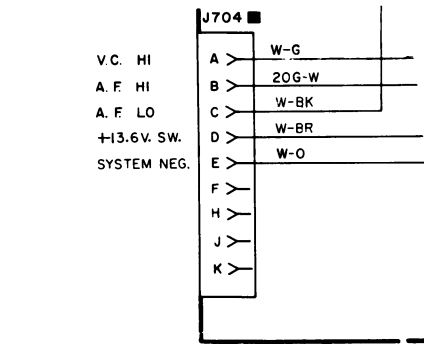 J704
V.C. HI A W-G
A.F. HI B 20G-W
A.F. LO C W-BK
+13.6V. SW. D W-BR
SYSTEM NEG. E W-O
F
H
J
K